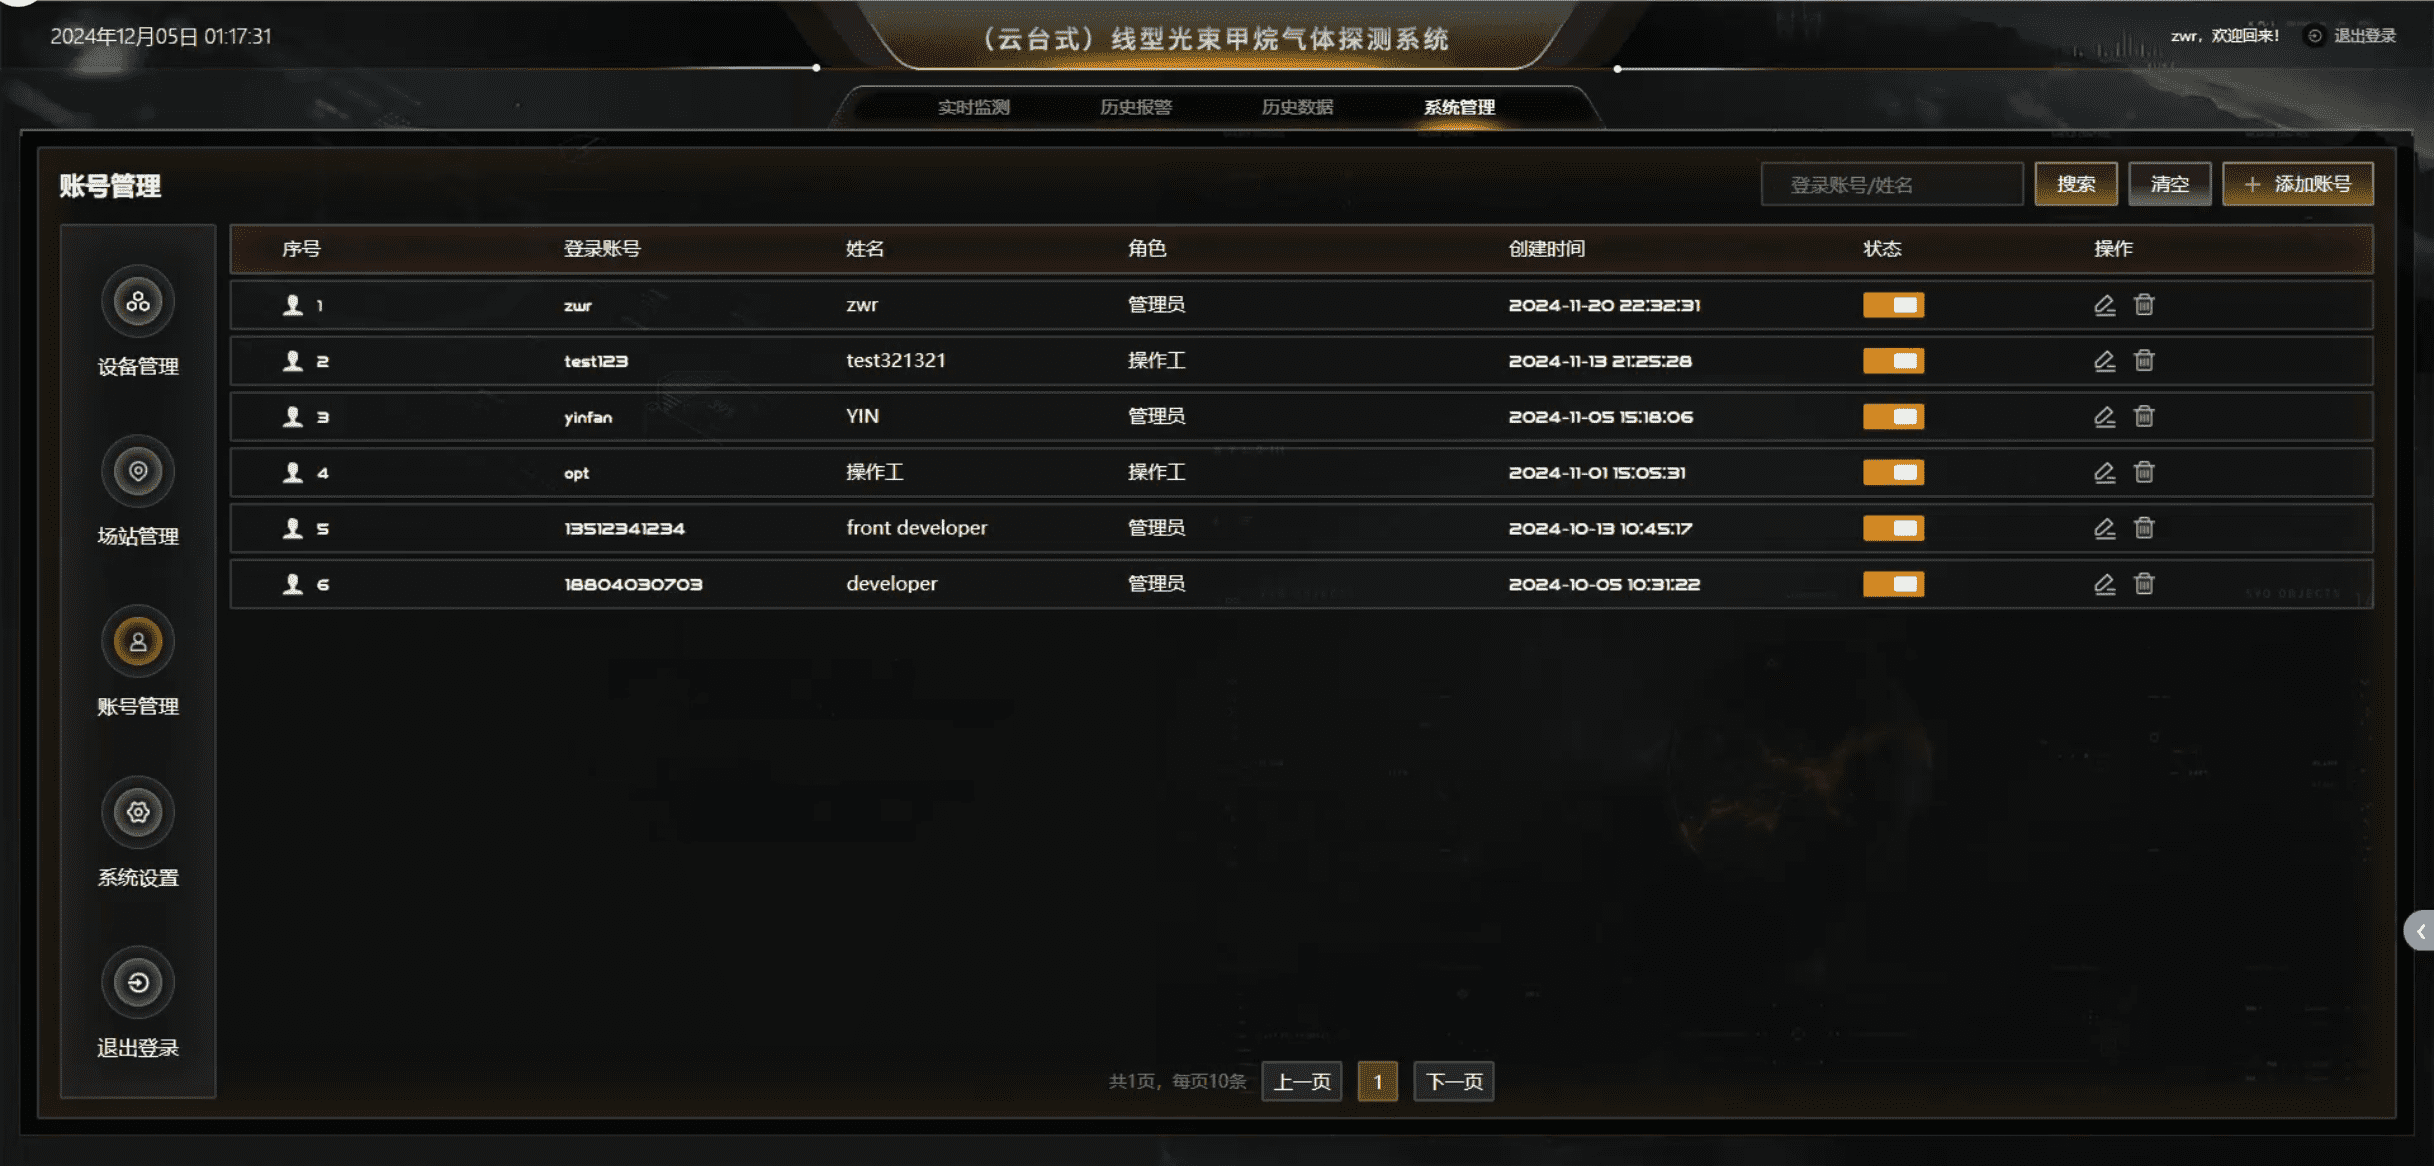 2024年12月05日 01:17:31
（云台式）线型光束甲烷气体探测系统
zwr，欢迎回来！ 退出登录
实时监测 历史报警 历史数据 系统管理
账号管理
登录账号/姓名 搜索 清空 + 添加账号
设备管理
场站管理
账号管理
系统设置
退出登录
序号 登录账号 姓名 角色 创建时间 状态 操作
1 zwr zwr 管理员 2024-11-20 22:32:31
2 test123 test321321 操作工 2024-11-13 21:25:28
3 yinfan YIN 管理员 2024-11-05 15:18:06
4 opt 操作工 操作工 2024-11-01 15:05:31
5 13512341234 front developer 管理员 2024-10-13 10:45:17
6 18804030703 developer 管理员 2024-10-05 10:31:22
共1页，每页10条 上一页 1 下一页